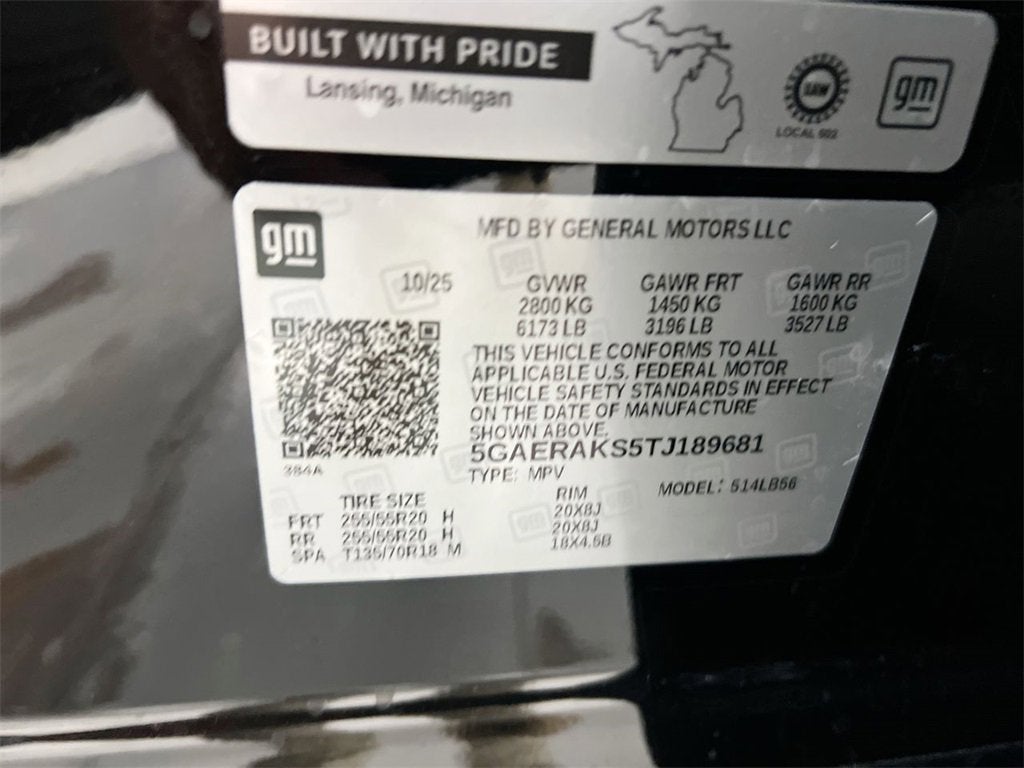 BUILT WITH PRIDE
Lansing, Michigan
UAW
LOCAL 602
gm
gm
MFD BY GENERAL MOTORS LLC
10/25 GVWR GAWR FRT GAWR RR
2800 KG 1450 KG 1600 KG
6173 LB 3196 LB 3527 LB
THIS VEHICLE CONFORMS TO ALL
APPLICABLE U.S. FEDERAL MOTOR
VEHICLE SAFETY STANDARDS IN EFFECT
ON THE DATE OF MANUFACTURE
SHOWN ABOVE.
5GAERAKS5TJ189681
384A
TYPE: MPV MODEL: 514LB56
TIRE SIZE RIM
FRT 255/55R20 H 20X8J
RR 255/55R20 H 20X8J
SPA T135/70R18 M 18X4.5B